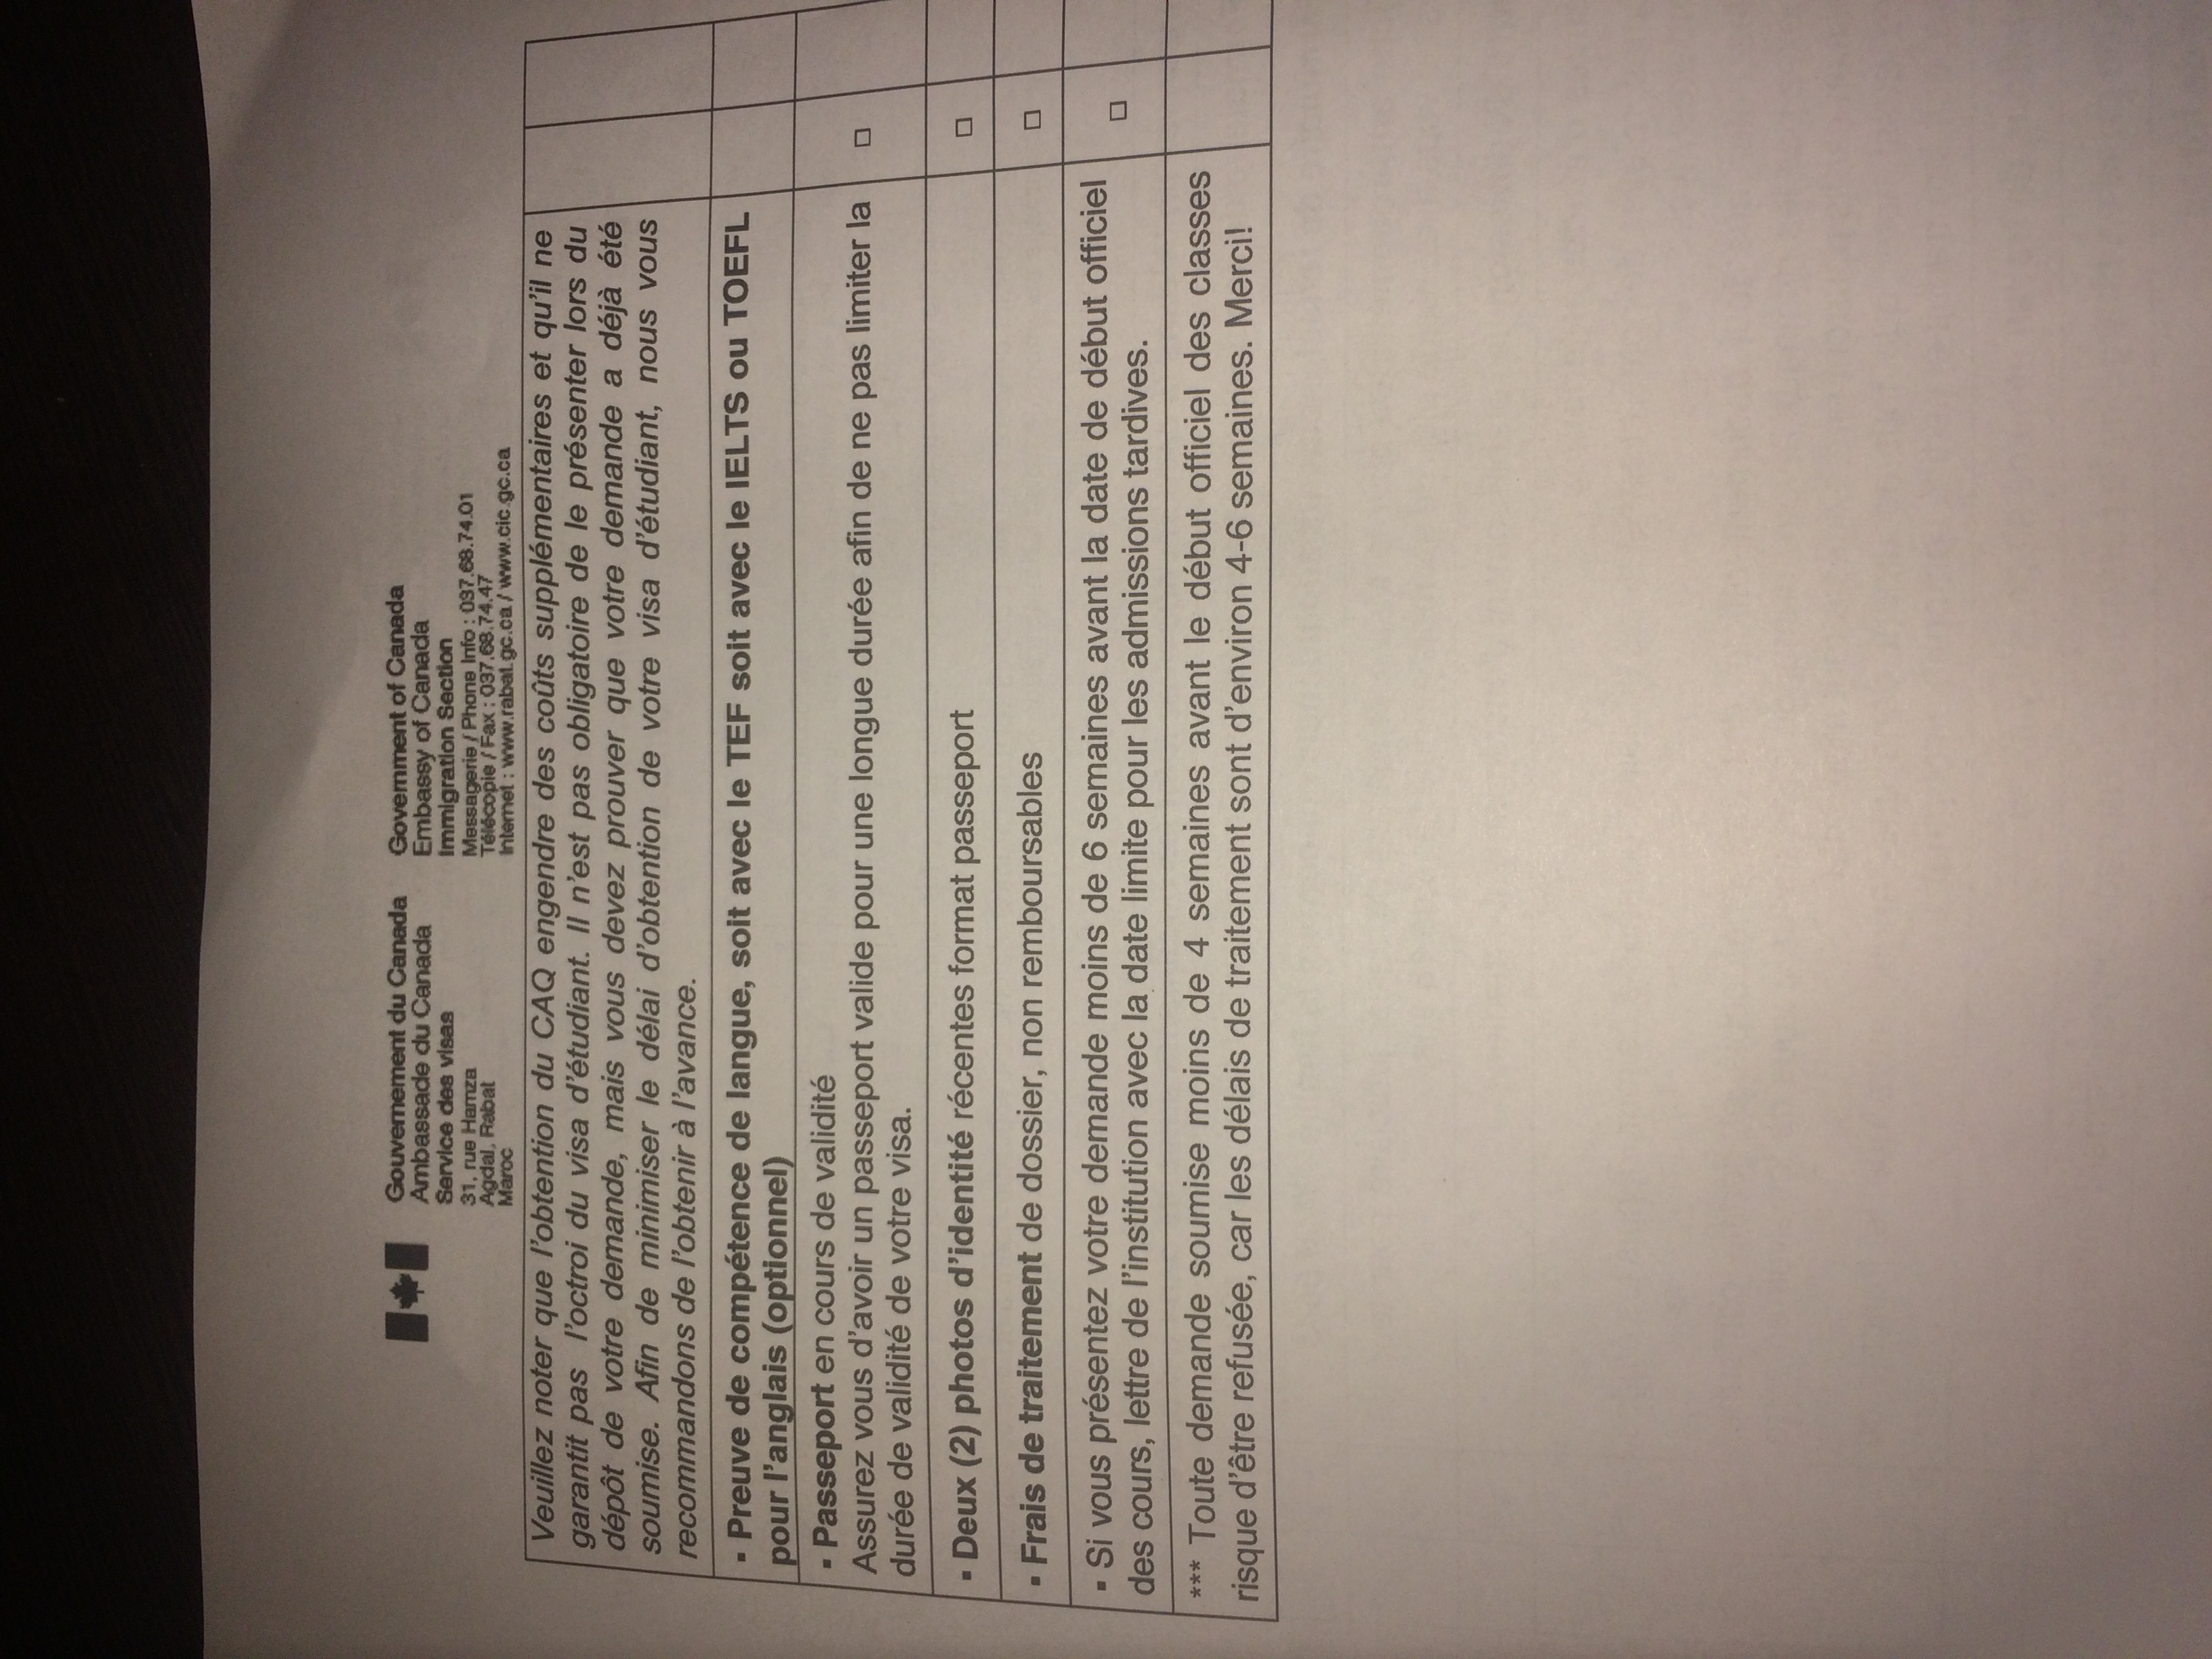 Gouvernement du Canada
Ambassade du Canada
Service des visas
31, rue Hamza
Agdal, Rabat
Maroc
Government of Canada
Embassy of Canada
Immigration Section
Messagerie / Phone Info : 037.68.74.01
Télécopie / Fax : 037.68.74.47
Internet : www.rabat.gc.ca / www.cic.gc.ca
Veuillez noter que l'obtention du CAQ engendre des coûts supplémentaires et qu'il ne
garantit pas l'octroi du visa d'étudiant. Il n'est pas obligatoire de le présenter lors du
dépôt de votre demande, mais vous devez prouver que votre demande a déjà été
soumise. Afin de minimiser le délai d'obtention de votre visa d'étudiant, nous vous
recommandons de l'obtenir à l'avance.
▪ Preuve de compétence de langue, soit avec le TEF soit avec le IELTS ou TOEFL
pour l'anglais (optionnel)
▪ Passeport en cours de validité
Assurez vous d'avoir un passeport valide pour une longue durée afin de ne pas limiter la
durée de validité de votre visa.
▪ Deux (2) photos d'identité récentes format passeport
▪ Frais de traitement de dossier, non remboursables
▪ Si vous présentez votre demande moins de 6 semaines avant la date de début officiel
des cours, lettre de l'institution avec la date limite pour les admissions tardives.
*** Toute demande soumise moins de 4 semaines avant le début officiel des classes
risque d'être refusée, car les délais de traitement sont d'environ 4-6 semaines. Merci!